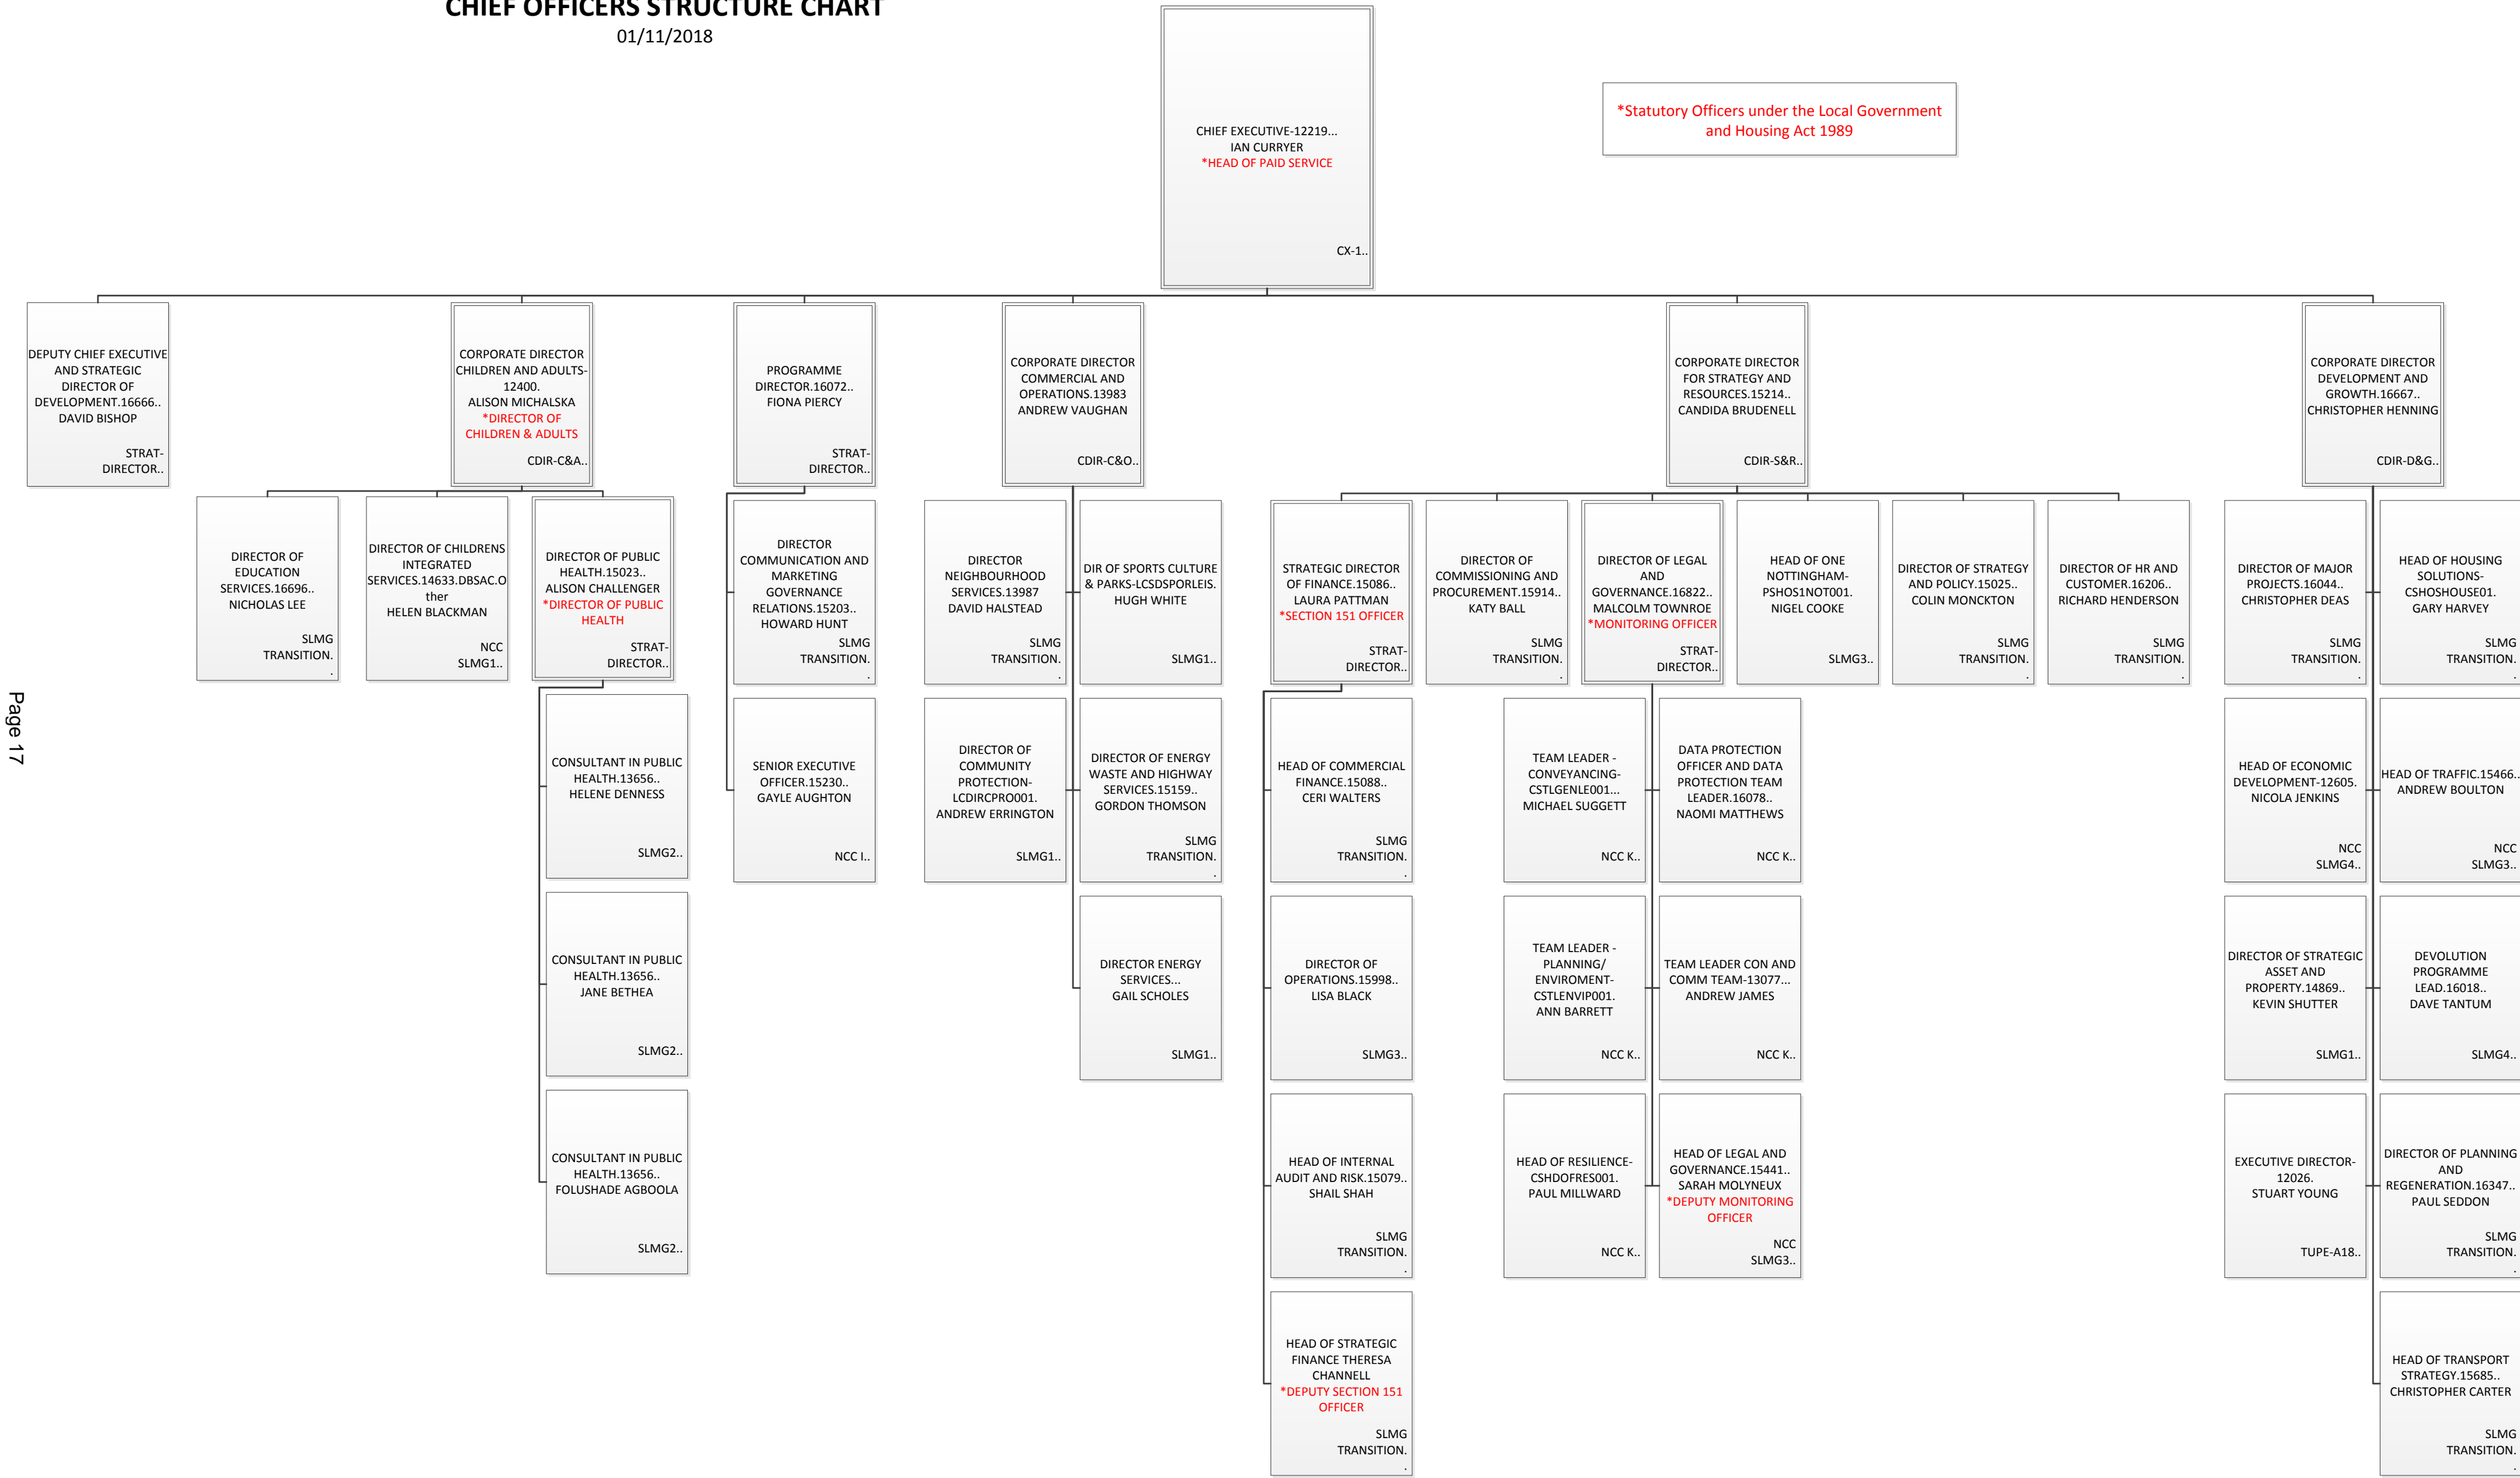 CHIEF OFFICERS STRUCTURE CHART
01/11/2018
CHIEF EXECUTIVE-12219...
IAN CURRYER
*HEAD OF PAID SERVICE
CX-1..
*Statutory Officers under the Local Government
and Housing Act 1989
DEPUTY CHIEF EXECUTIVE
AND STRATEGIC
DIRECTOR OF
DEVELOPMENT.16666..
DAVID BISHOP
STRAT-
DIRECTOR..
CORPORATE DIRECTOR
CHILDREN AND ADULTS-
12400.
ALISON MICHALSKA
*DIRECTOR OF
CHILDREN & ADULTS
CDIR-C&A..
PROGRAMME
DIRECTOR.16072..
FIONA PIERCY
STRAT-
DIRECTOR..
CORPORATE DIRECTOR
COMMERCIAL AND
OPERATIONS.13983
ANDREW VAUGHAN
CDIR-C&O..
CORPORATE DIRECTOR
FOR STRATEGY AND
RESOURCES.15214..
CANDIDA BRUDENELL
CDIR-S&R..
CORPORATE DIRECTOR
DEVELOPMENT AND
GROWTH.16667..
CHRISTOPHER HENNING
CDIR-D&G..
DIRECTOR OF
EDUCATION
SERVICES.16696..
NICHOLAS LEE
SLMG
TRANSITION.
.
DIRECTOR OF CHILDRENS
INTEGRATED
SERVICES.14633.DBSAC.O
ther
HELEN BLACKMAN
NCC
SLMG1..
DIRECTOR OF PUBLIC
HEALTH.15023..
ALISON CHALLENGER
*DIRECTOR OF PUBLIC
HEALTH
STRAT-
DIRECTOR..
DIRECTOR
COMMUNICATION AND
MARKETING
GOVERNANCE
RELATIONS.15203..
HOWARD HUNT
SLMG
TRANSITION.
.
DIRECTOR
NEIGHBOURHOOD
SERVICES.13987
DAVID HALSTEAD
SLMG
TRANSITION.
.
DIR OF SPORTS CULTURE
& PARKS-LCSDSPORLEIS.
HUGH WHITE
SLMG1..
STRATEGIC DIRECTOR
OF FINANCE.15086..
LAURA PATTMAN
*SECTION 151 OFFICER
STRAT-
DIRECTOR..
DIRECTOR OF
COMMISSIONING AND
PROCUREMENT.15914..
KATY BALL
SLMG
TRANSITION.
.
DIRECTOR OF LEGAL
AND
GOVERNANCE.16822..
MALCOLM TOWNROE
*MONITORING OFFICER
STRAT-
DIRECTOR..
HEAD OF ONE
NOTTINGHAM-
PSHOS1NOT001.
NIGEL COOKE
SLMG3..
DIRECTOR OF STRATEGY
AND POLICY.15025..
COLIN MONCKTON
SLMG
TRANSITION.
.
DIRECTOR OF HR AND
CUSTOMER.16206..
RICHARD HENDERSON
SLMG
TRANSITION.
.
DIRECTOR OF MAJOR
PROJECTS.16044..
CHRISTOPHER DEAS
SLMG
TRANSITION.
.
HEAD OF HOUSING
SOLUTIONS-
CSHOSHOUSE01.
GARY HARVEY
SLMG
TRANSITION.
.
CONSULTANT IN PUBLIC
HEALTH.13656..
HELENE DENNESS
SLMG2..
SENIOR EXECUTIVE
OFFICER.15230..
GAYLE AUGHTON
NCC I..
DIRECTOR OF
COMMUNITY
PROTECTION-
LCDIRCPRO001.
ANDREW ERRINGTON
SLMG1..
DIRECTOR OF ENERGY
WASTE AND HIGHWAY
SERVICES.15159..
GORDON THOMSON
SLMG
TRANSITION.
.
HEAD OF COMMERCIAL
FINANCE.15088..
CERI WALTERS
SLMG
TRANSITION.
.
TEAM LEADER -
CONVEYANCING-
CSTLGENLE001...
MICHAEL SUGGETT
NCC K..
DATA PROTECTION
OFFICER AND DATA
PROTECTION TEAM
LEADER.16078..
NAOMI MATTHEWS
NCC K..
HEAD OF ECONOMIC
DEVELOPMENT-12605.
NICOLA JENKINS
NCC
SLMG4..
HEAD OF TRAFFIC.15466..
ANDREW BOULTON
NCC
SLMG3..
CONSULTANT IN PUBLIC
HEALTH.13656..
JANE BETHEA
SLMG2..
DIRECTOR ENERGY
SERVICES...
GAIL SCHOLES
SLMG1..
DIRECTOR OF
OPERATIONS.15998..
LISA BLACK
SLMG3..
TEAM LEADER -
PLANNING/
ENVIROMENT-
CSTLENVIP001.
ANN BARRETT
NCC K..
TEAM LEADER CON AND
COMM TEAM-13077...
ANDREW JAMES
NCC K..
DIRECTOR OF STRATEGIC
ASSET AND
PROPERTY.14869..
KEVIN SHUTTER
SLMG1..
DEVOLUTION
PROGRAMME
LEAD.16018..
DAVE TANTUM
SLMG4..
CONSULTANT IN PUBLIC
HEALTH.13656..
FOLUSHADE AGBOOLA
SLMG2..
HEAD OF INTERNAL
AUDIT AND RISK.15079..
SHAIL SHAH
SLMG
TRANSITION.
.
HEAD OF RESILIENCE-
CSHDOFRES001.
PAUL MILLWARD
NCC K..
HEAD OF LEGAL AND
GOVERNANCE.15441..
SARAH MOLYNEUX
*DEPUTY MONITORING
OFFICER
NCC
SLMG3..
EXECUTIVE DIRECTOR-
12026.
STUART YOUNG
TUPE-A18..
DIRECTOR OF PLANNING
AND
REGENERATION.16347..
PAUL SEDDON
SLMG
TRANSITION.
.
HEAD OF STRATEGIC
FINANCE THERESA
CHANNELL
*DEPUTY SECTION 151
OFFICER
SLMG
TRANSITION.
.
HEAD OF TRANSPORT
STRATEGY.15685..
CHRISTOPHER CARTER
SLMG
TRANSITION.
.
Page 17